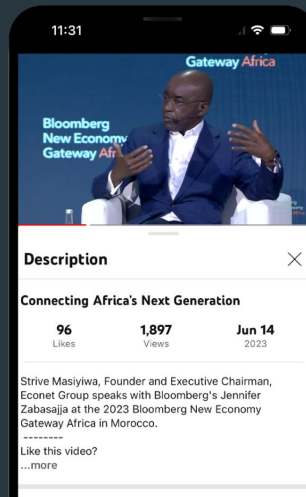 11:31
Gateway Africa
Bloomberg
New Economy
Gateway Afr
Description
Connecting Africa's Next Generation
96 1,897 Jun 14
Likes Views 2023
Strive Masiyiwa, Founder and Executive Chairman,
Econet Group speaks with Bloomberg's Jennifer
Zabasajja at the 2023 Bloomberg New Economy
Gateway Africa in Morocco.
--------
Like this video?
...more